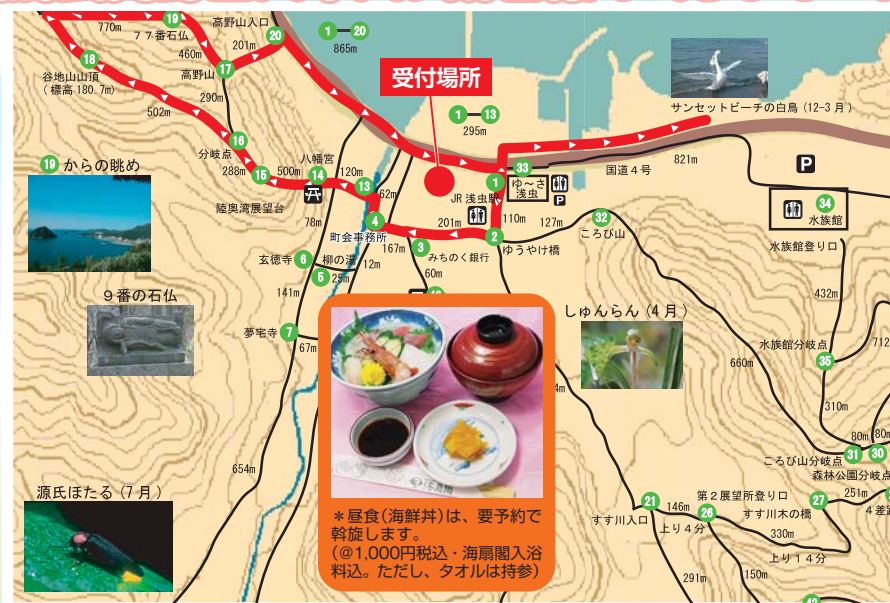 770m
19
77番石仏
高野山入口
20
1 20
865m
460m
201m
17
高野山
18
谷地山山頂
(標高180.7m)
290m
502m
受付場所
1 13
295m
サンセットビーチの白鳥(12-3月)
16
分岐点
288m
15
500m
八幡宮
14
120m
13
62m
陸奥湾展望台
78m
4
町会事務所
19 からの眺め
33
ゆ~さ
浅虫
P
国道4号
821m
P
JR浅虫駅
1
110m
201m
2
127m
ゆうやけ橋
32
ころび山
34
水族館
水族館登り口
167m
3
みちのく銀行
60m
玄徳寺
6
柳の湯
12m
5
25m
141m
9番の石仏
夢宅寺
7
67m
しゅんらん(4月)
432m
水族館分岐点
35
712
660m
310m
80m
80m
ころび山分岐点
31
30
森林公園分岐点
654m
源氏ほたる(7月)
*昼食(海鮮丼)は、要予約で
斡旋します。
(@1,000円税込・海扇閣入浴
料込。ただし、タオルは持参)
4m
21
146m
すす川入口
第2展望所登り口
26
上り4分
27
251m
すす川木の橋
4差路
330m
上り14分
291m
150m